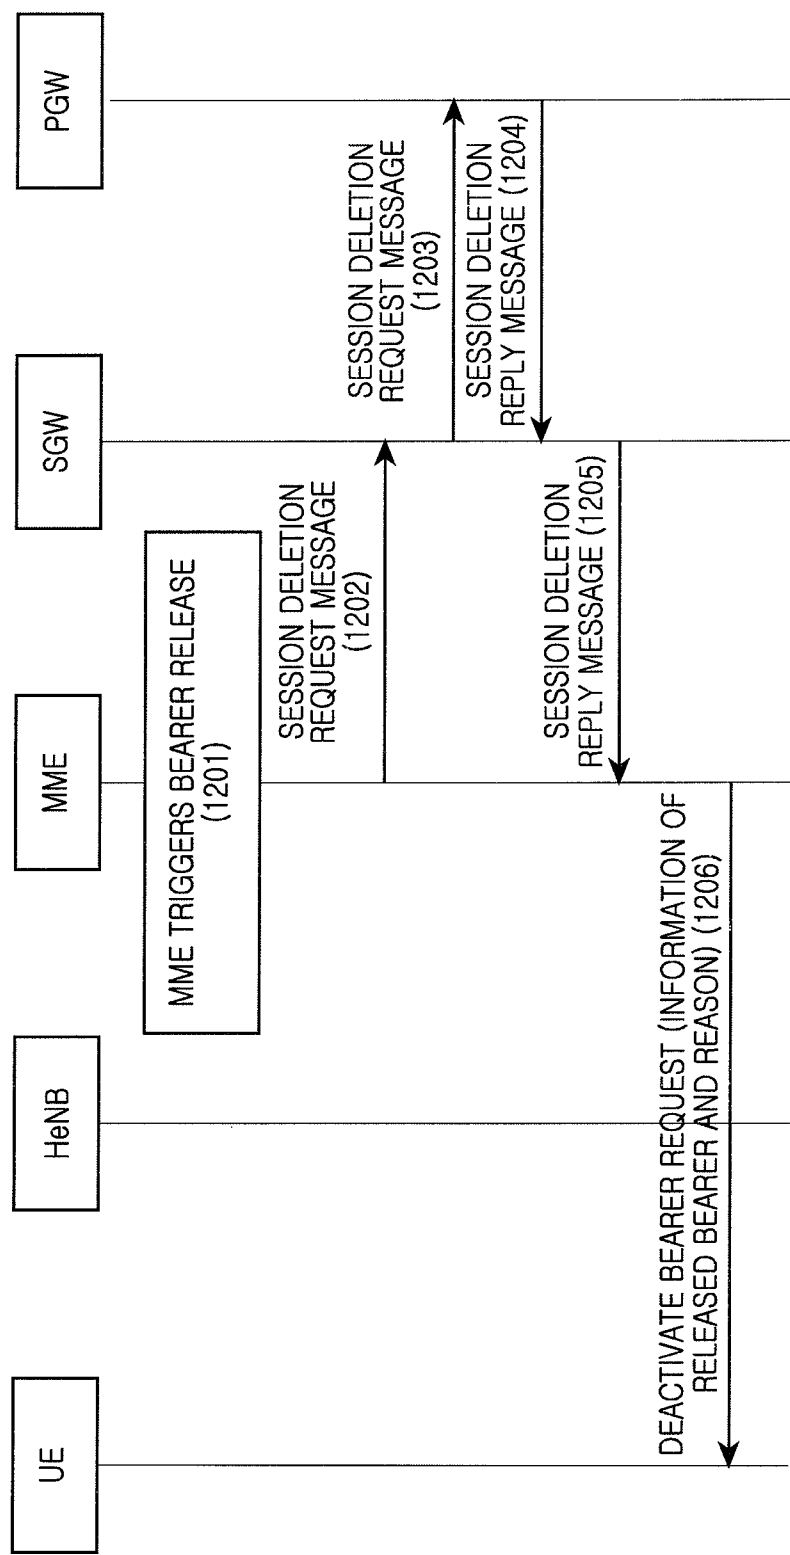 UE
HeNB
MME
SGW
PGW
MME TRIGGERS BEARER RELEASE
(1201)
SESSION DELETION
REQUEST MESSAGE
(1202)
SESSION DELETION
REQUEST MESSAGE
(1203)
SESSION DELETION
REPLY MESSAGE (1204)
SESSION DELETION
REPLY MESSAGE (1205)
DEACTIVATE BEARER REQUEST (INFORMATION OF
RELEASED BEARER AND REASON) (1206)